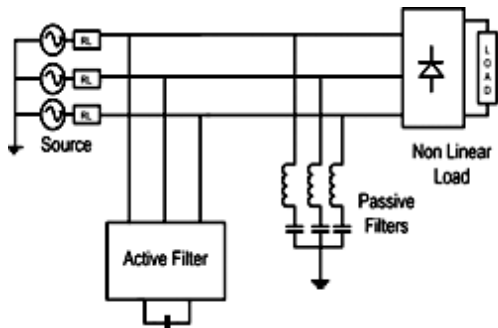 RL
RL
RL
Source
LOAD
Non Linear
Load
Passive
Filters
Active Filter